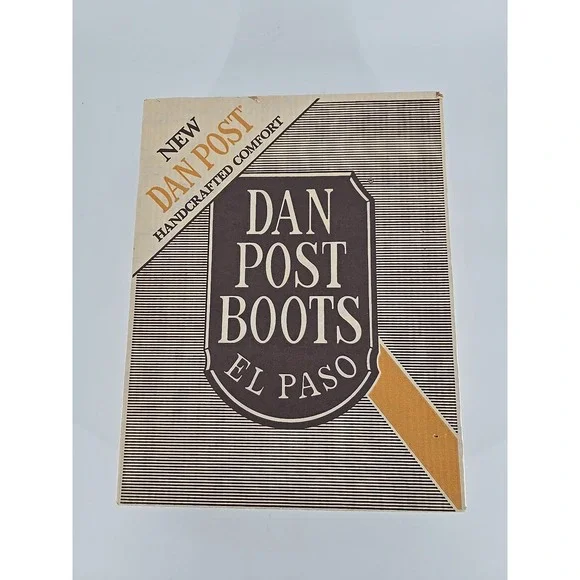 NEW
DAN POST
HANDCRAFTED COMFORT
DAN
POST
BOOTS
EL PASO